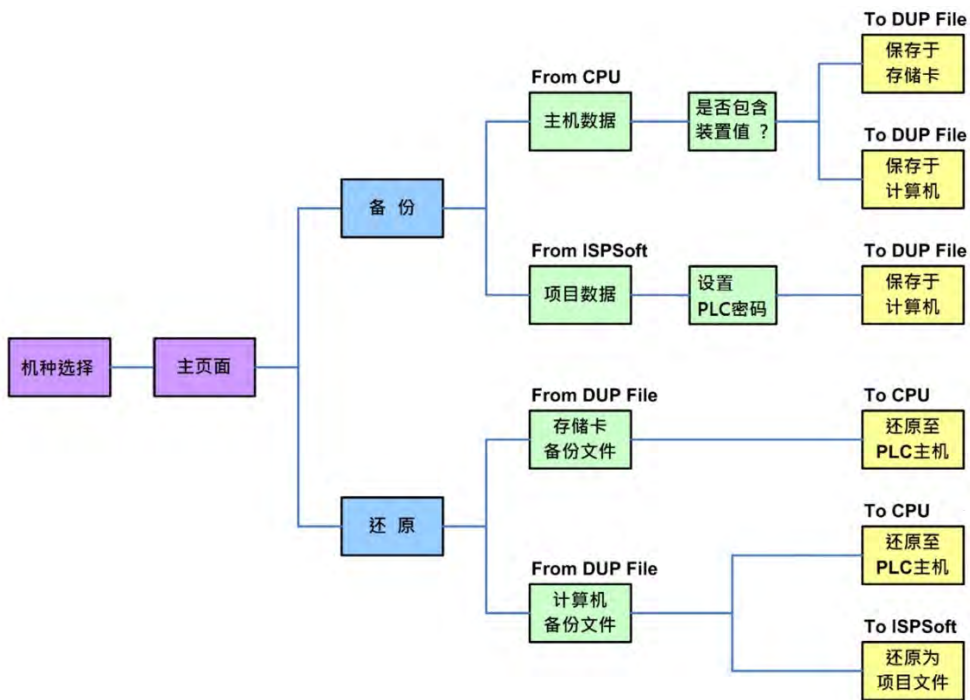 机种选择
主页面
备 份
From CPU
主机数据
是否包含
装置值 ?
To DUP File
保存于
存储卡
To DUP File
保存于
计算机
From ISPSoft
项目数据
设置
PLC密码
To DUP File
保存于
计算机
还 原
From DUP File
存储卡
备份文件
To CPU
还原至
PLC主机
From DUP File
计算机
备份文件
To CPU
还原至
PLC主机
To ISPSoft
还原为
项目文件